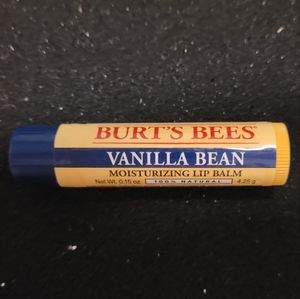 BURT'S BEES®
VANILLA BEAN
MOISTURIZING LIP BALM
Net Wt. 0.15 oz 100% NATURAL 4.25 g